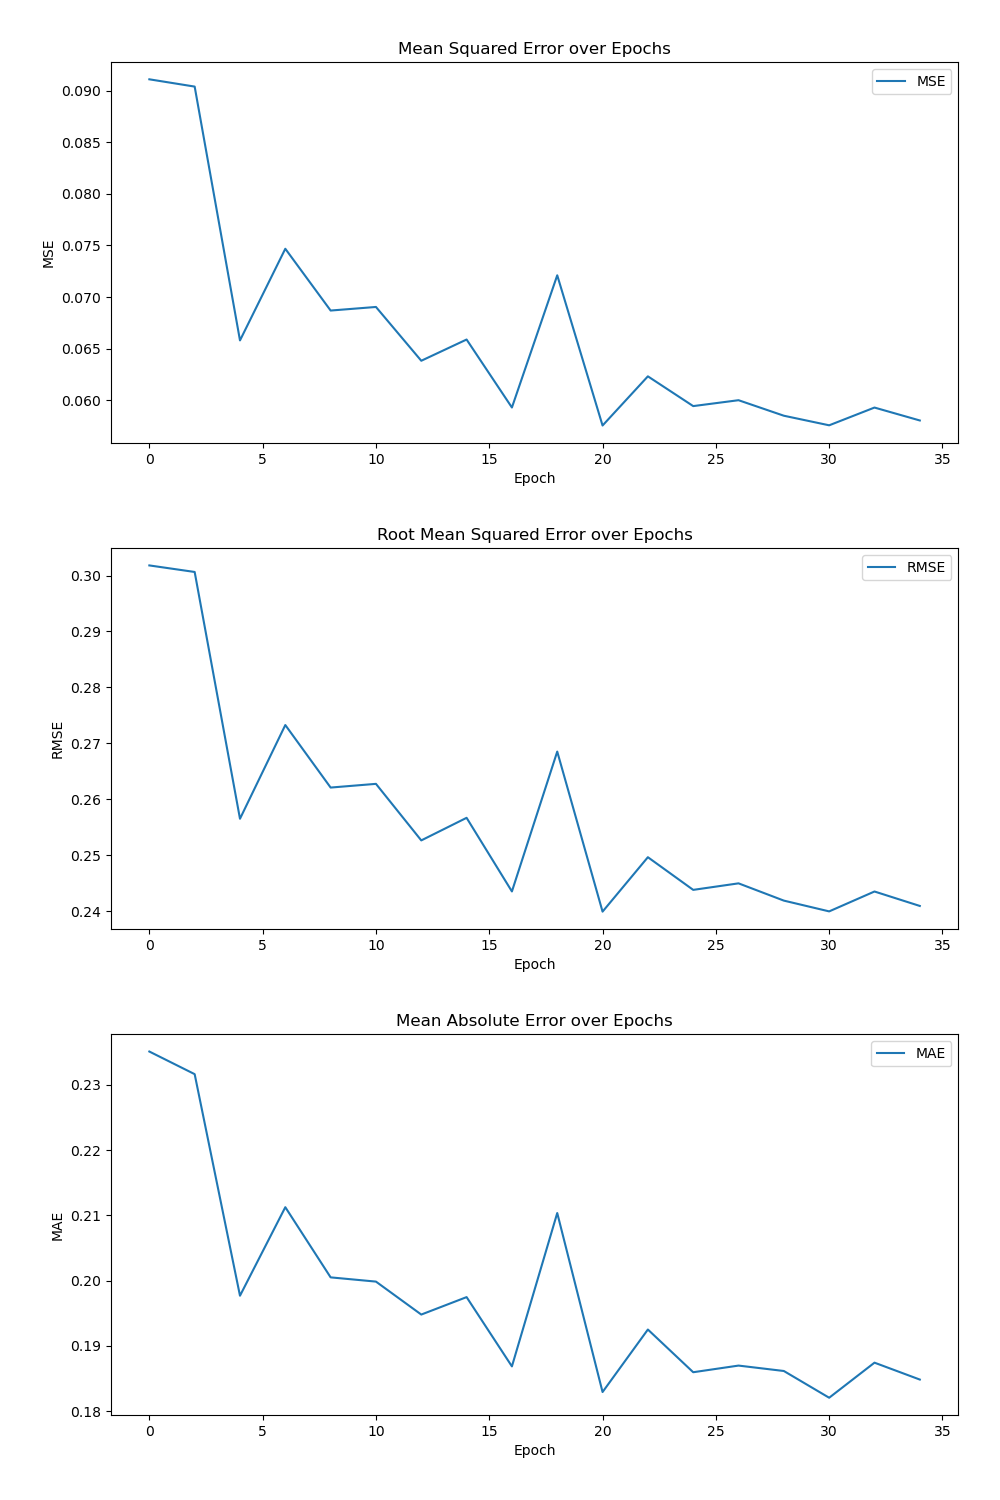 Mean Squared Error over Epochs
MSE
0.090
0.085
0.080
0.075
0.070
0.065
0.060
MSE
0 5 10 15 20 25 30 35
Epoch
Root Mean Squared Error over Epochs
RMSE
0.30
0.29
0.28
0.27
0.26
0.25
0.24
RMSE
0 5 10 15 20 25 30 35
Epoch
Mean Absolute Error over Epochs
MAE
0.23
0.22
0.21
0.20
0.19
0.18
MAE
0 5 10 15 20 25 30 35
Epoch